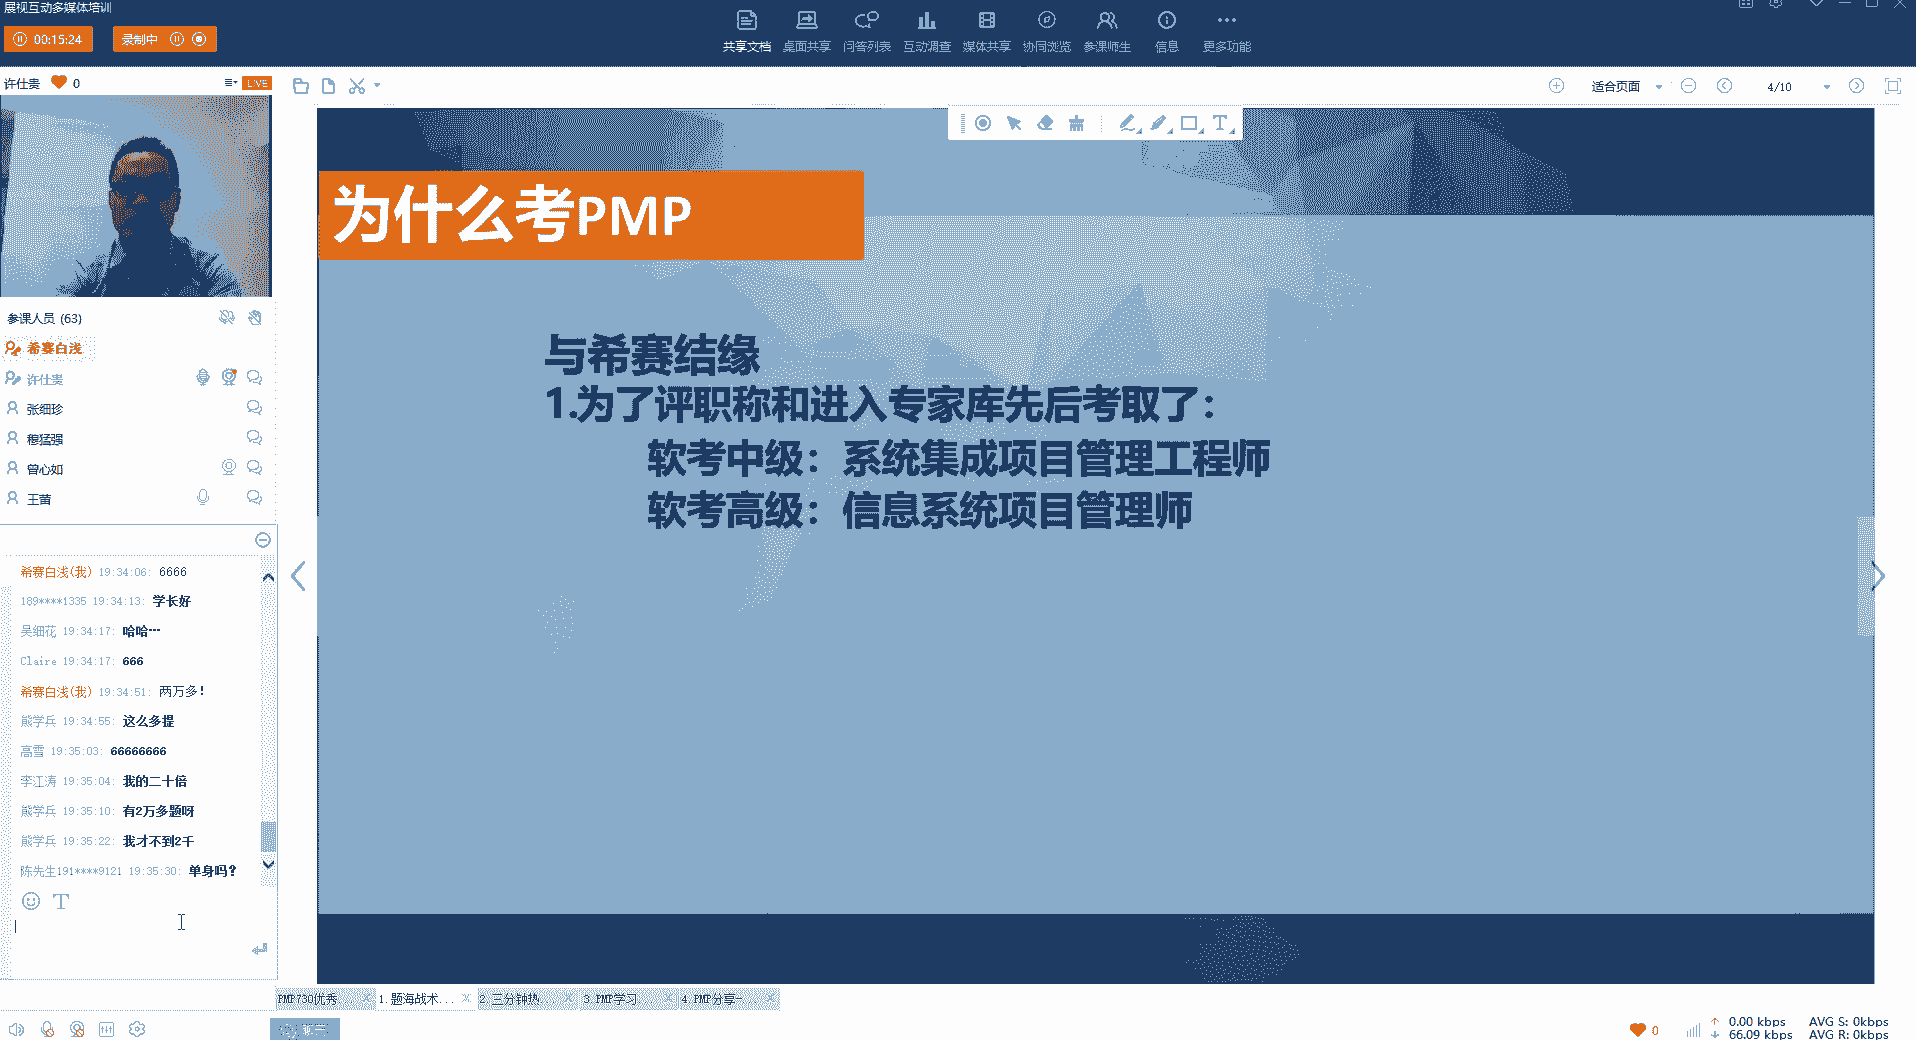 展视互动多媒体培训
00:15:24
录制中
共享文档 桌面共享 问答列表 互动调查 媒体共享 协同浏览 参课师生 信息 更多功能
许仕贵 0
LIVE
适合页面
4/10
为什么考PMP
与希赛结缘
1.为了评职称和进入专家库先后考取了：
软考中级：系统集成项目管理工程师
软考高级：信息系统项目管理师
参课人员 (63)
希赛白浅
许仕贵
张细珍
穆猛强
曾心如
王苗
希赛白浅(我) 19:34:06: 6666
189****1335 19:34:13: 学长好
吴细花 19:34:17: 哈哈…
Claire 19:34:17: 666
希赛白浅(我) 19:34:51: 两万多！
熊学兵 19:34:55: 这么多提
高雪 19:35:03: 66666666
李江涛 19:35:04: 我的二十倍
熊学兵 19:35:10: 有2万多题呀
熊学兵 19:35:22: 我才不到2千
陈先生191****9121 19:35:30: 单身吗？
PMP730优秀... 1.题海战术... 2.三分钟热... 3.PMP学习... 4.PMP分享-...
0
0.00 kbps AVG S: 0kbps
66.09 kbps AVG R: 0kbps